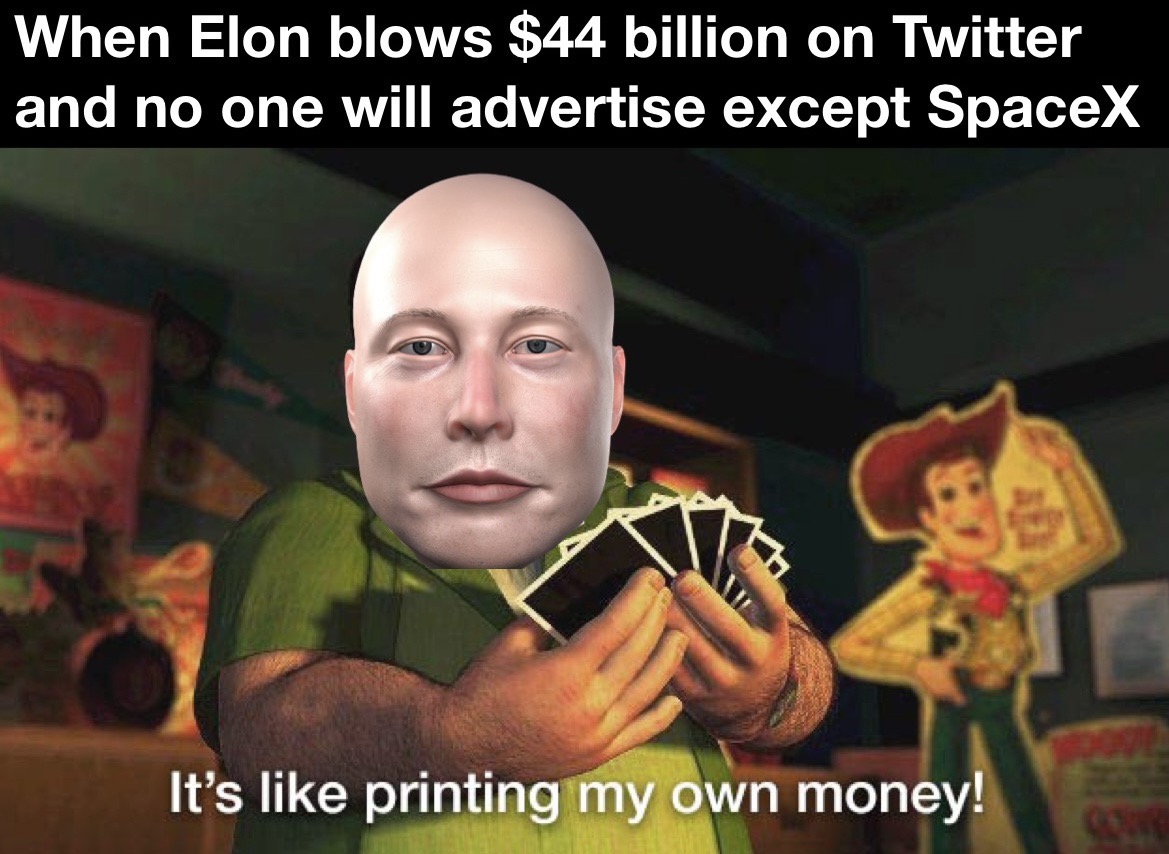 When Elon blows $44 billion on Twitter
and no one will advertise except SpaceX
It's like printing my own money!